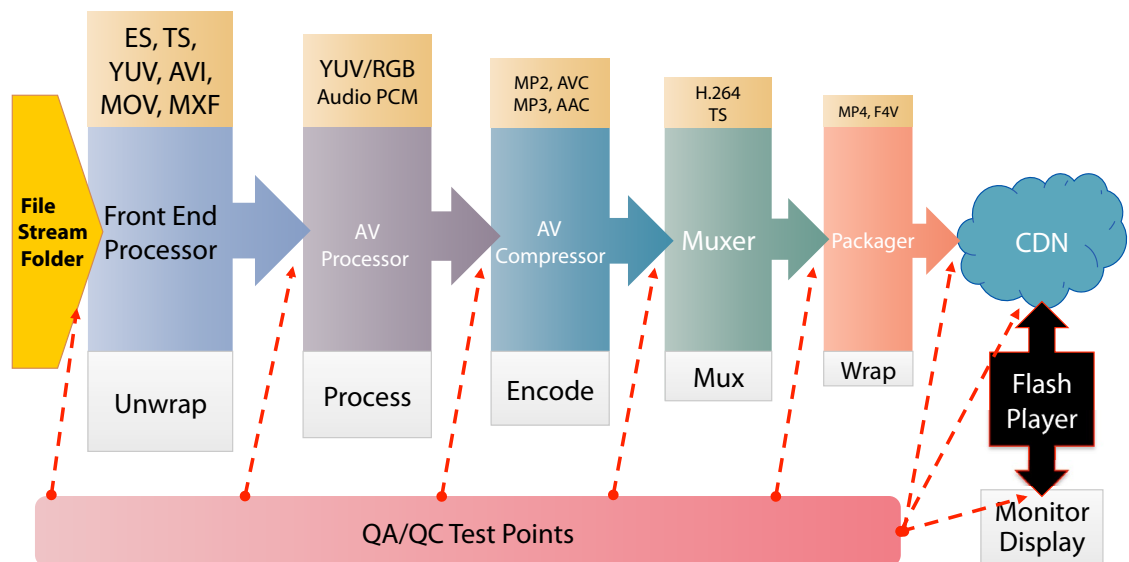 File
Stream
Folder
ES, TS,
YUV, AVI,
MOV, MXF
Front End
Processor
Unwrap
YUV/RGB
Audio PCM
AV
Processor
Process
MP2, AVC
MP3, AAC
AV
Compressor
Encode
H.264
TS
Muxer
Mux
MP4, F4V
Packager
Wrap
CDN
Flash
Player
Monitor
Display
QA/QC Test Points